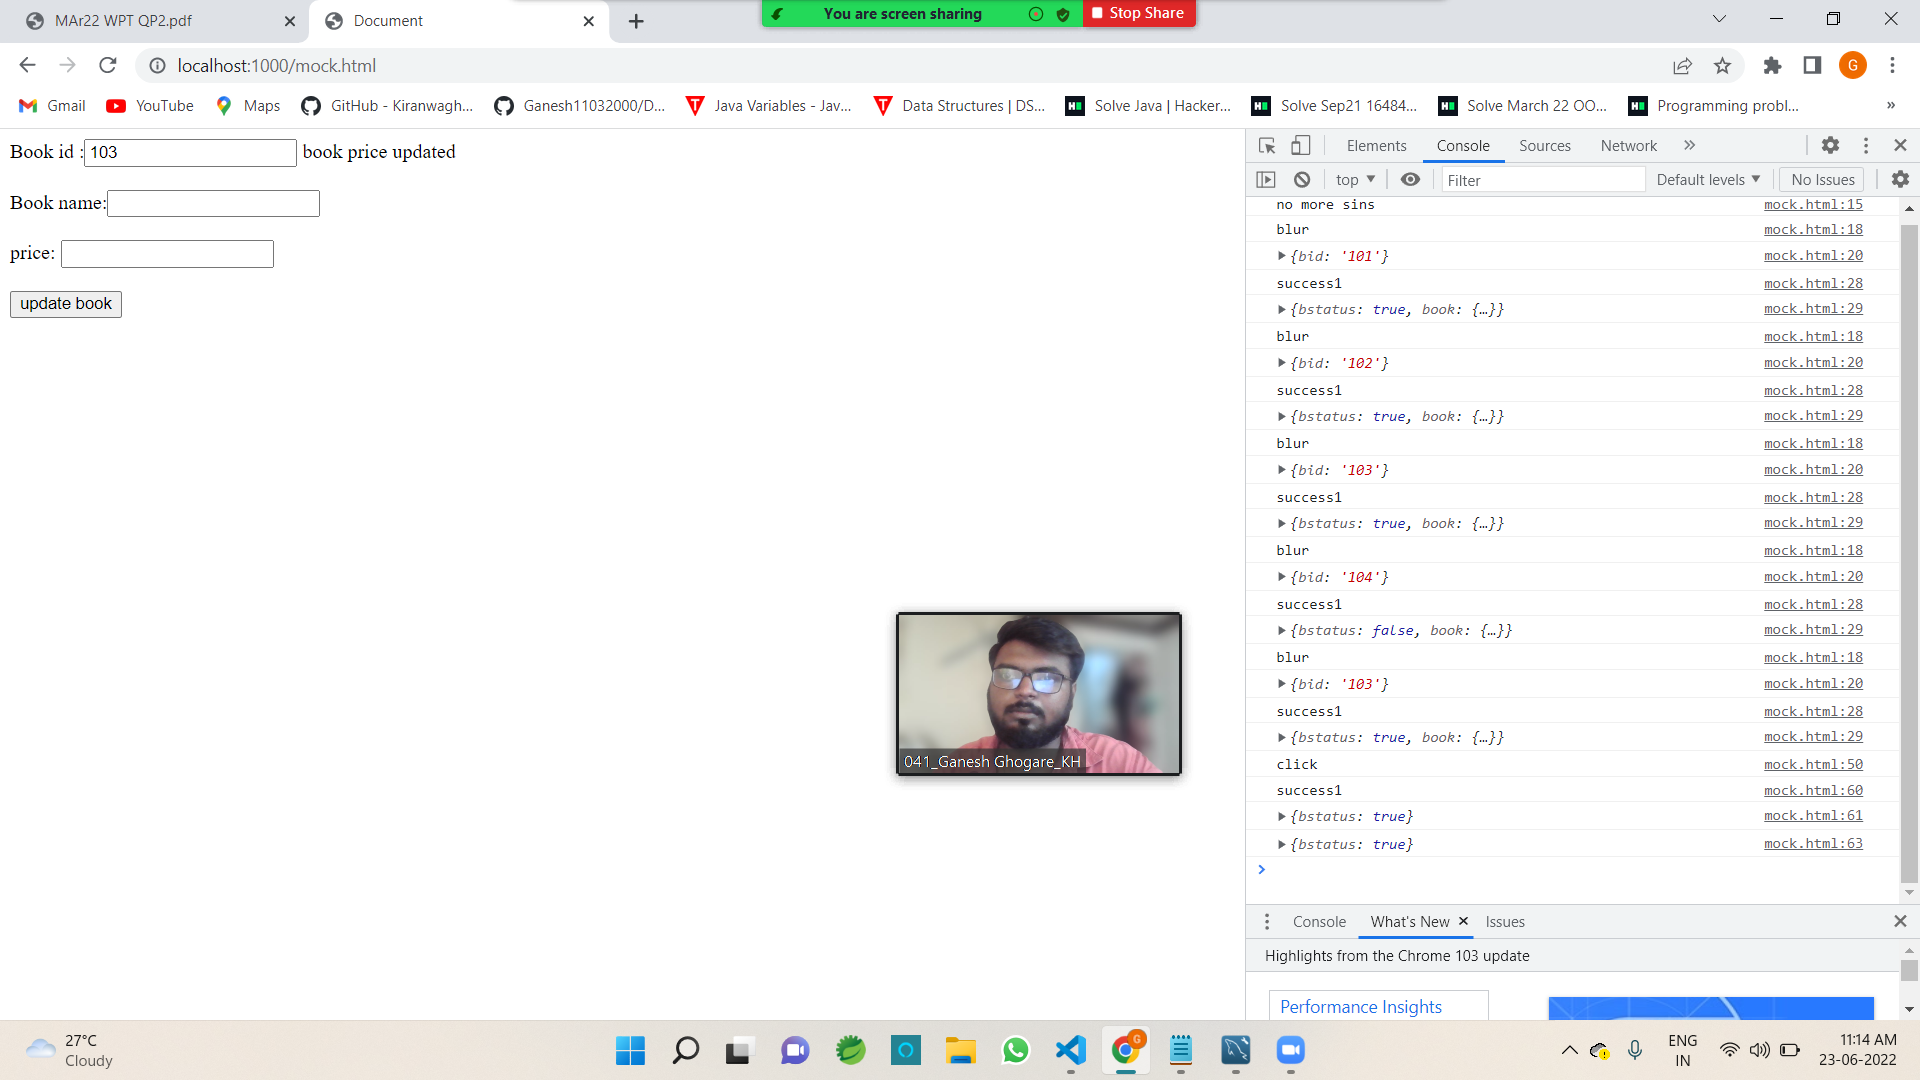 MAr22 WPT QP2.pdf
Document
You are screen sharing
Stop Share
localhost:1000/mock.html
G
Gmail
YouTube
Maps
GitHub - Kiranwagh...
Ganesh11032000/D...
Java Variables - Jav...
Data Structures | DS...
Solve Java | Hacker...
Solve Sep21 16484...
Solve March 22 OO...
Programming probl...
»
Book id :103 book price updated
Book name:
price:
update book
041_Ganesh Ghogare_KH
Elements Console Sources Network »
top Filter Default levels No Issues
no more sins mock.html:15
blur mock.html:18
{bid: '101'} mock.html:20
success1 mock.html:28
{bstatus: true, book: {…}} mock.html:29
blur mock.html:18
{bid: '102'} mock.html:20
success1 mock.html:28
{bstatus: true, book: {…}} mock.html:29
blur mock.html:18
{bid: '103'} mock.html:20
success1 mock.html:28
{bstatus: true, book: {…}} mock.html:29
blur mock.html:18
{bid: '104'} mock.html:20
success1 mock.html:28
{bstatus: false, book: {…}} mock.html:29
blur mock.html:18
{bid: '103'} mock.html:20
success1 mock.html:28
{bstatus: true, book: {…}} mock.html:29
click mock.html:50
success1 mock.html:60
{bstatus: true} mock.html:61
{bstatus: true} mock.html:63
Console What's New Issues
Highlights from the Chrome 103 update
Performance Insights
27°C
Cloudy
G
ENG
IN
11:14 AM
23-06-2022